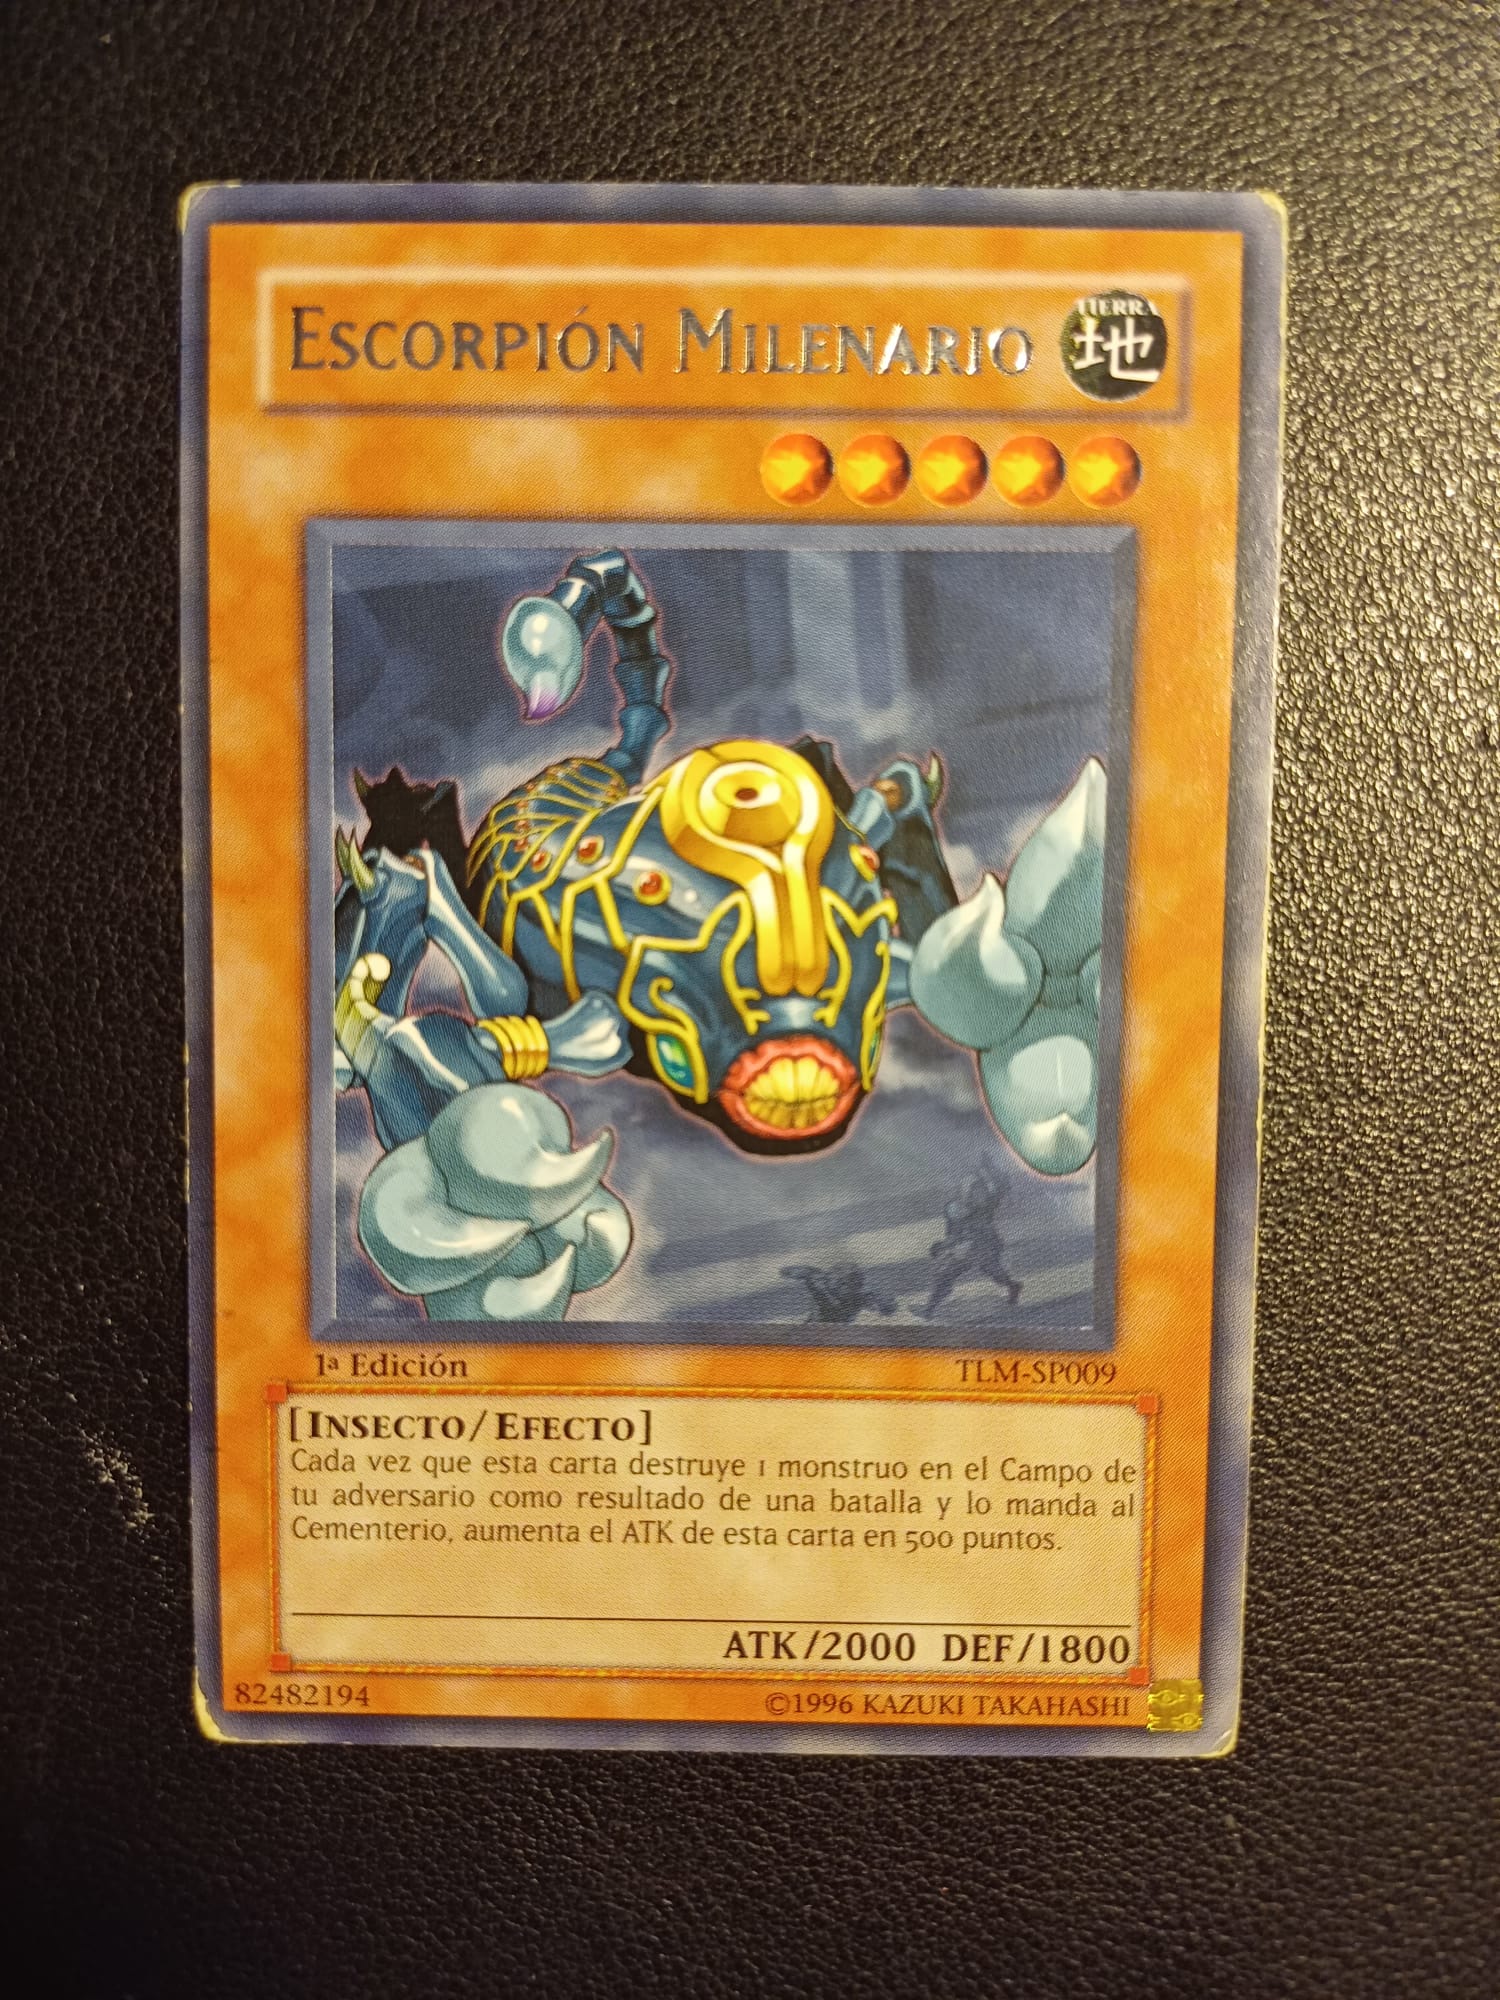 ESCORPIÓN MILENARIO
TIERRA
地
1ª Edición
TLM-SP009
[INSECTO/EFECTO]
Cada vez que esta carta destruye 1 monstruo en el Campo de
tu adversario como resultado de una batalla y lo manda al
Cementerio, aumenta el ATK de esta carta en 500 puntos.
ATK/2000 DEF/1800
82482194
©1996 KAZUKI TAKAHASHI